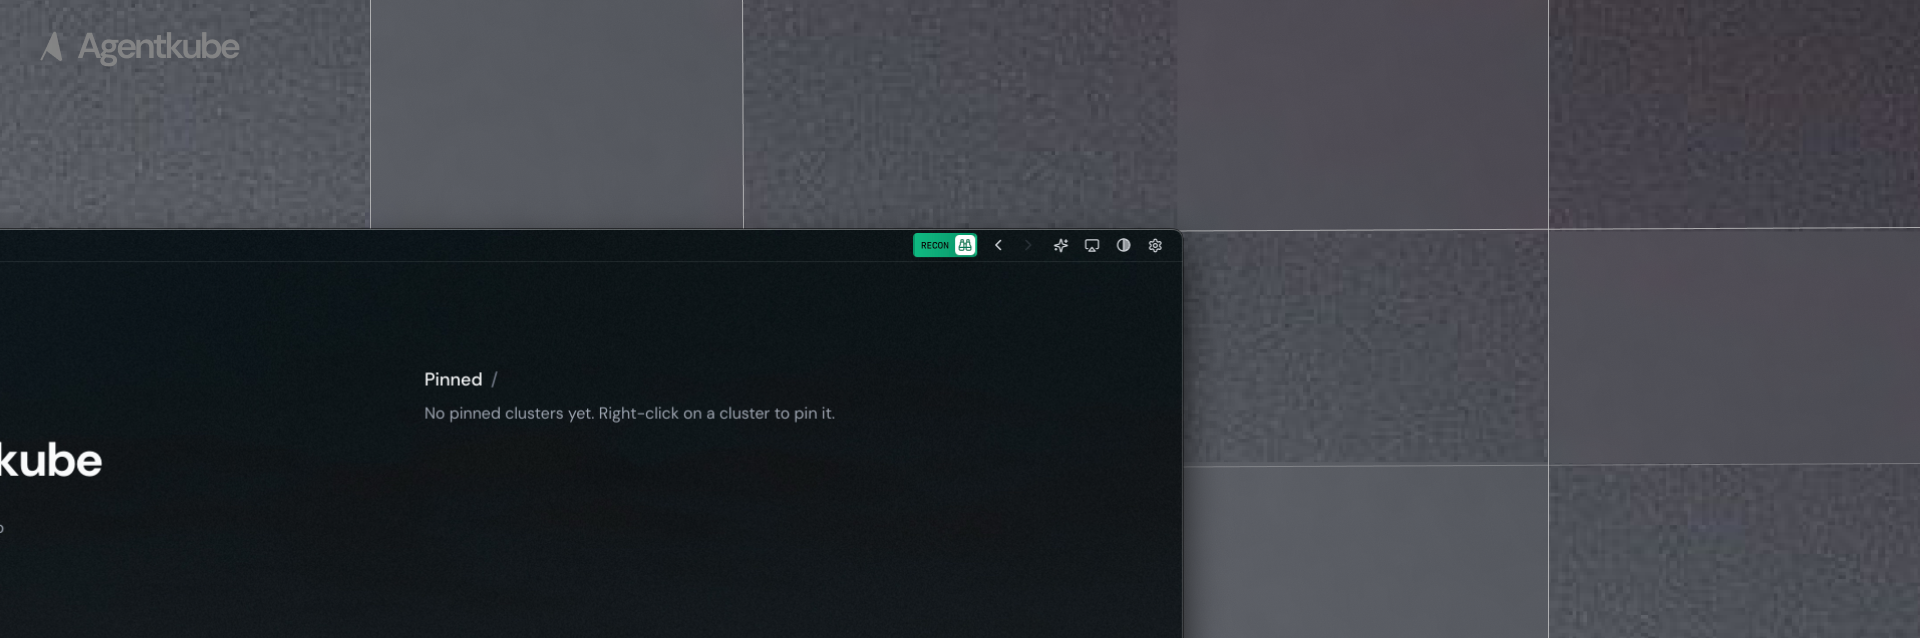 Agentkube
RECON
Pinned /
No pinned clusters yet. Right-click on a cluster to pin it.
kube